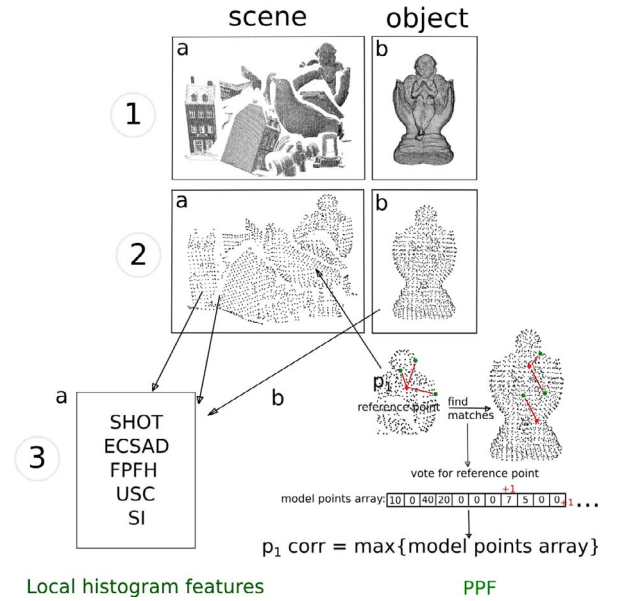 scene object
a b
1
a b
2
a
b
3
SHOT
ECSAD
FPFH
USC
SI
p1
reference point
find
matches
vote for reference point
+1
model points array: 10 0 40 20 0 0 0 7 5 0 0 +1 ...
p1 corr = max{model points array}
Local histogram features PPF